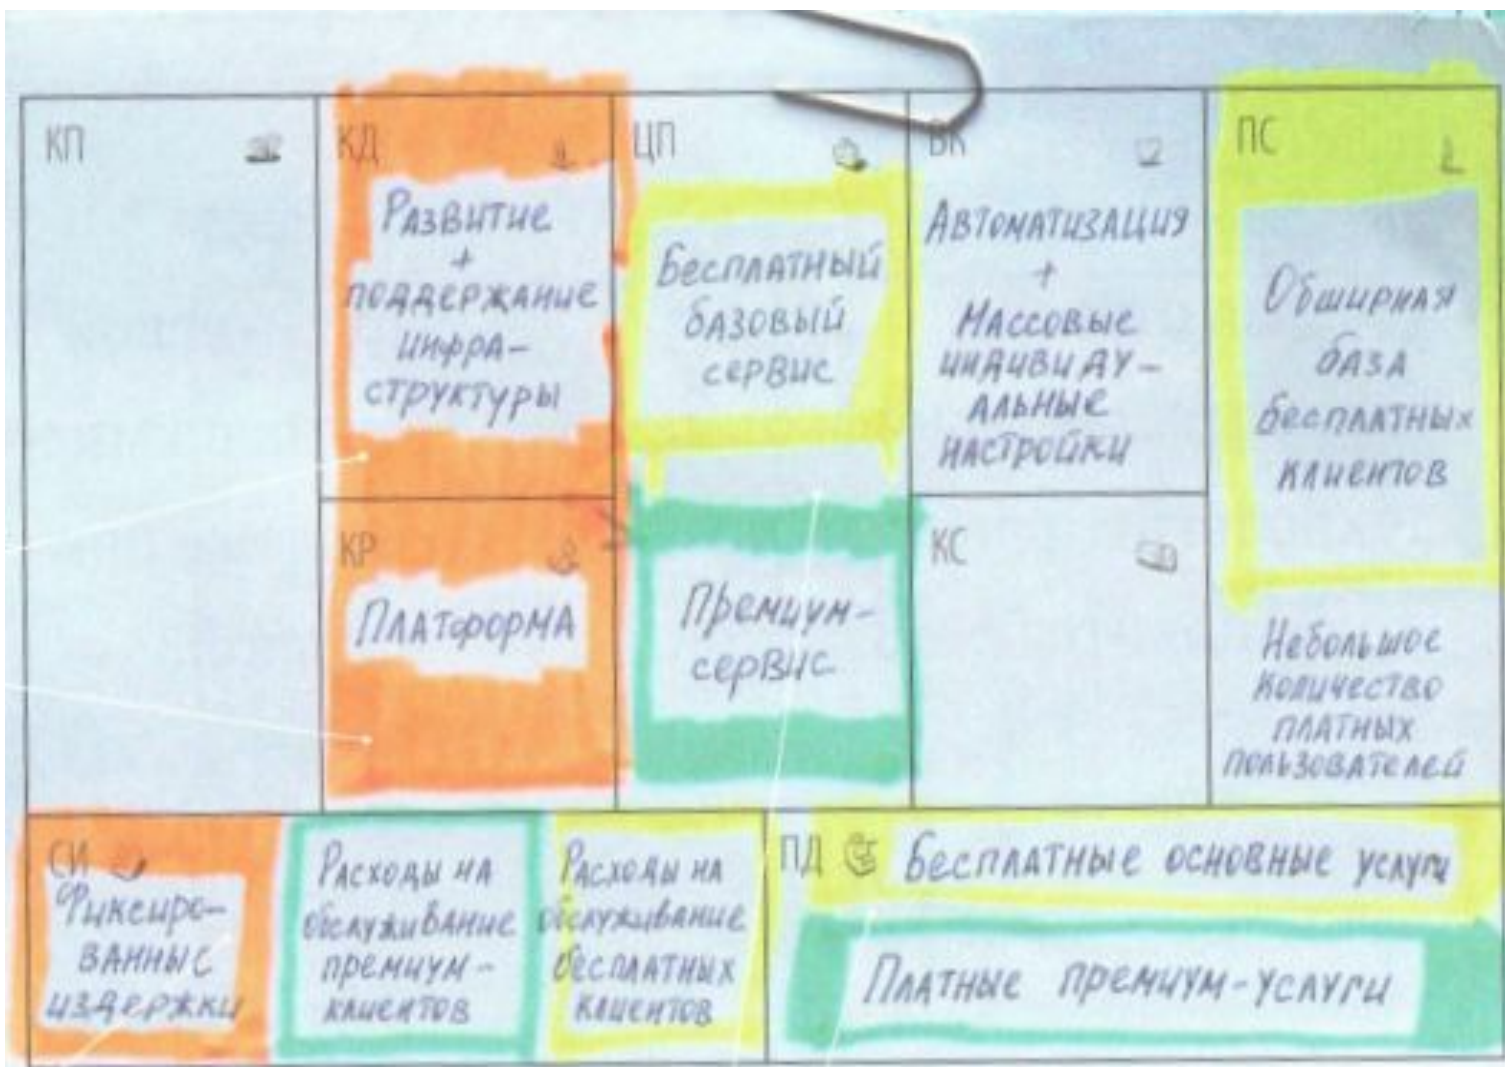 КП
КД
Развитие
+
поддержание
инфра-
структуры
КР
Платформа
ЦП
Бесплатный
базовый
сервис
Премиум-
сервис
ВК
Автоматизация
+
Массовые
индивиду-
альные
настройки
КС
ПС
Обширная
база
бесплатных
клиентов
Небольшое
количество
платных
пользователей
СИ
Фиксиро-
ванные
издержки
Расходы на
обслуживание
премиум-
клиентов
Расходы на
обслуживание
бесплатных
клиентов
ПД
Бесплатные основные услуги
Платные премиум-услуги